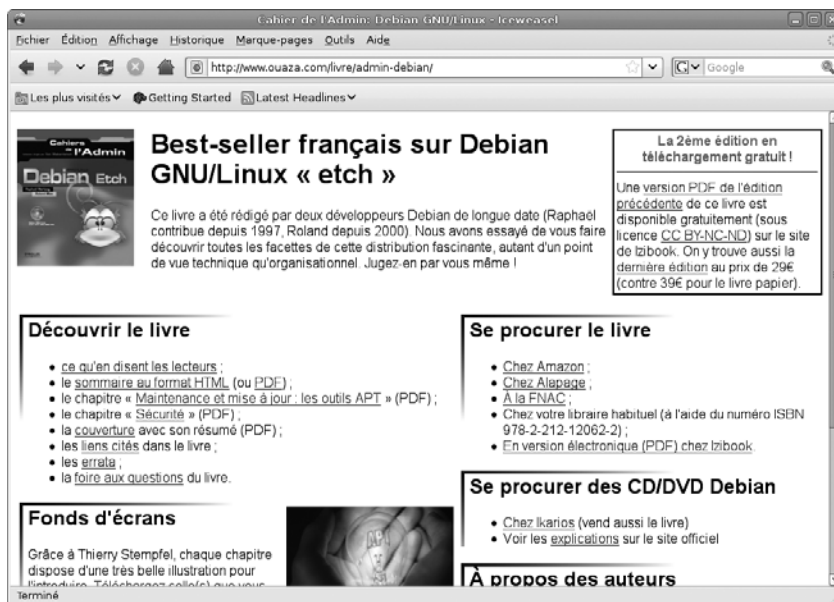 Cahier de l'Admin: Debian GNU/Linux - Iceweasel
Fichier Édition Affichage Historique Marque-pages Outils Aide
http://www.ouaza.com/livre/admin-debian/
G Google
Les plus visités Getting Started Latest Headlines
Cahiers
de l'Admin
Debian Etch
Best-seller français sur Debian
GNU/Linux « etch »
Ce livre a été rédigé par deux développeurs Debian de longue date (Raphaël
contribue depuis 1997, Roland depuis 2000). Nous avons essayé de vous faire
découvrir toutes les facettes de cette distribution fascinante, autant d'un point
de vue technique qu'organisationnel. Jugez-en par vous même !
La 2ème édition en
téléchargement gratuit !
Une version PDF de l'édition
précédente de ce livre est
disponible gratuitement (sous
licence CC BY-NC-ND) sur le site
de Izibook. On y trouve aussi la
dernière édition au prix de 29€
(contre 39€ pour le livre papier).
Découvrir le livre
ce qu'en disent les lecteurs ;
le sommaire au format HTML (ou PDF) ;
le chapitre « Maintenance et mise à jour : les outils APT » (PDF) ;
le chapitre « Sécurité » (PDF) ;
la couverture avec son résumé (PDF) ;
les liens cités dans le livre ;
les errata ;
la foire aux questions du livre.
Se procurer le livre
Chez Amazon ;
Chez Alapage ;
À la FNAC ;
Chez votre libraire habituel (à l'aide du numéro ISBN
978-2-212-12062-2) ;
En version électronique (PDF) chez Izibook.
Se procurer des CD/DVD Debian
Chez Ikarios (vend aussi le livre)
Voir les explications sur le site officiel
Fonds d'écrans
Grâce à Thierry Stempfel, chaque chapitre
dispose d'une très belle illustration pour
l'introduire. Téléchargez celle(s) que vous
À propos des auteurs
Terminé